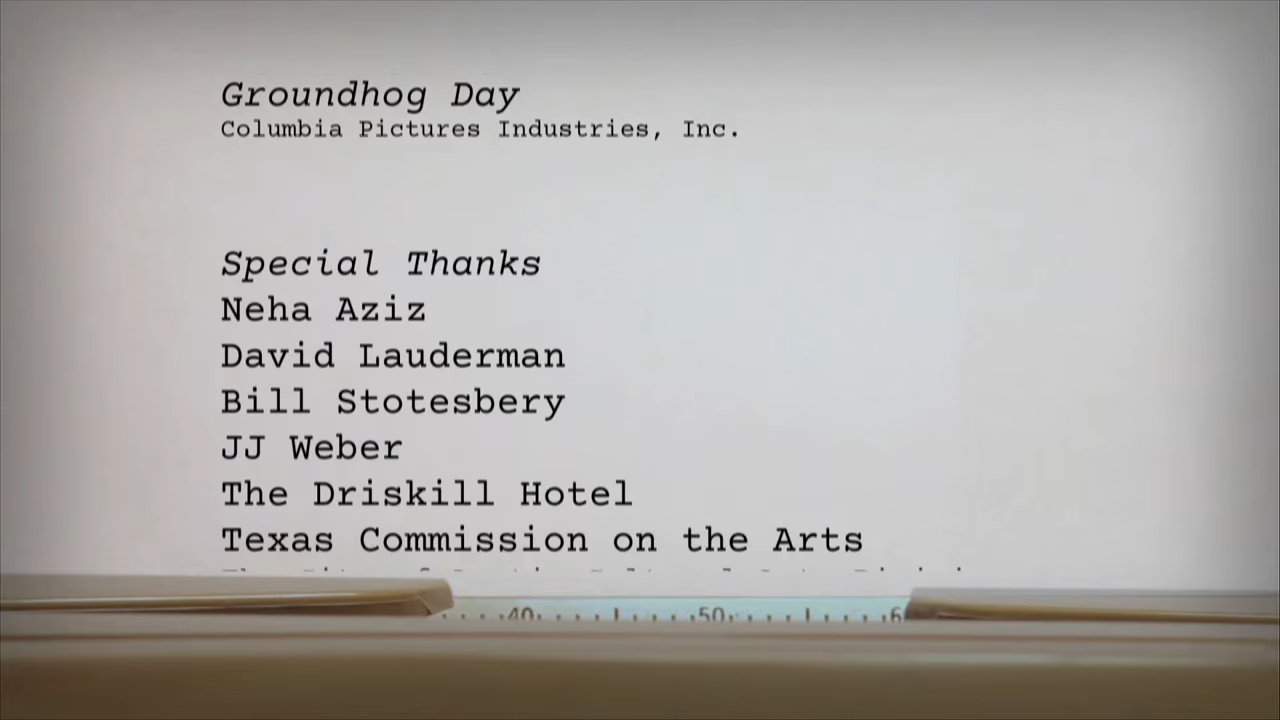 Groundhog Day
Columbia Pictures Industries, Inc.
Special Thanks
Neha Aziz
David Lauderman
Bill Stotesbery
JJ Weber
The Driskill Hotel
Texas Commission on the Arts
40 50 6